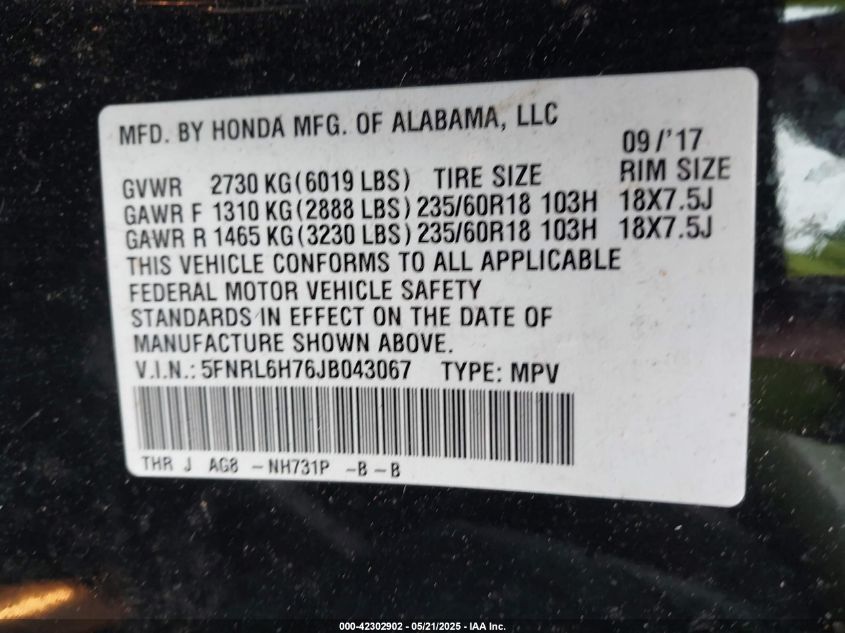 MFD. BY HONDA MFG. OF ALABAMA, LLC
09/'17
GVWR 2730 KG(6019 LBS) TIRE SIZE RIM SIZE
GAWR F 1310 KG(2888 LBS) 235/60R18 103H 18X7.5J
GAWR R 1465 KG(3230 LBS) 235/60R18 103H 18X7.5J
THIS VEHICLE CONFORMS TO ALL APPLICABLE
FEDERAL MOTOR VEHICLE SAFETY
STANDARDS IN EFFECT ON THE DATE OF
MANUFACTURE SHOWN ABOVE.
V.I.N.: 5FNRL6H76JB043067 TYPE: MPV
THR J AG8 -NH731P -B-B
000-42302902 - 05/21/2025 - IAA Inc.